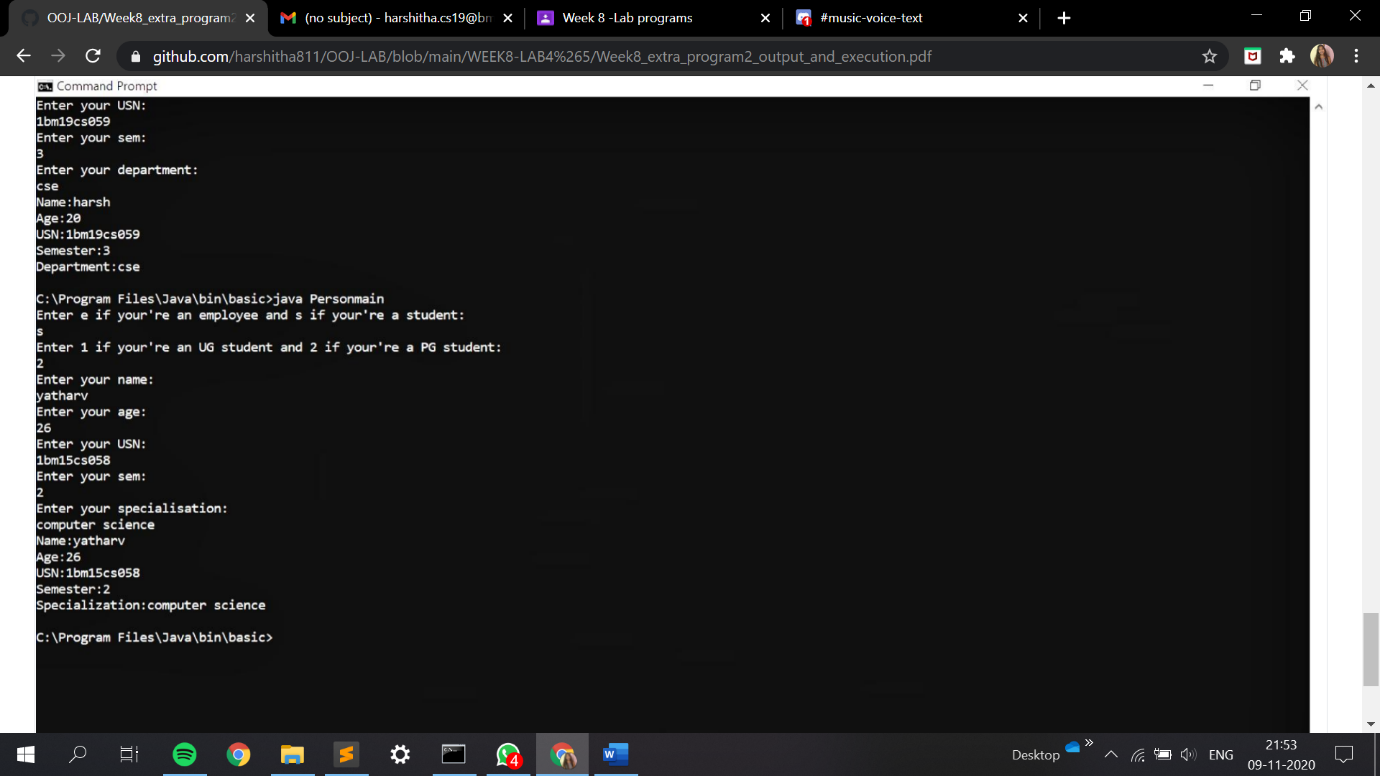 OOJ-LAB/Week8_extra_program2
(no subject) - harshitha.cs19@bm
Week 8 -Lab programs
#music-voice-text
github.com/harshitha811/OOJ-LAB/blob/main/WEEK8-LAB4%265/Week8_extra_program2_output_and_execution.pdf
Command Prompt
Enter your USN:
1bm19cs059
Enter your sem:
3
Enter your department:
cse
Name:harsh
Age:20
USN:1bm19cs059
Semester:3
Department:cse
C:\Program Files\Java\bin\basic>java Personmain
Enter e if your're an employee and s if your're a student:
s
Enter 1 if your're an UG student and 2 if your're a PG student:
2
Enter your name:
yatharv
Enter your age:
26
Enter your USN:
1bm15cs058
Enter your sem:
2
Enter your specialisation:
computer science
Name:yatharv
Age:26
USN:1bm15cs058
Semester:2
Specialization:computer science
C:\Program Files\Java\bin\basic>
4
Desktop
ENG
21:53
09-11-2020